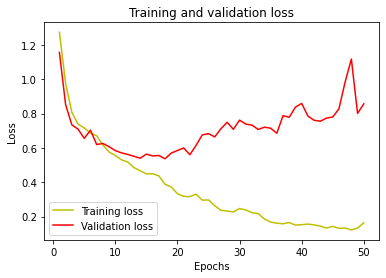 Training and validation loss
Loss
1.2
1.0
0.8
0.6
0.4
0.2
Training loss
Validation loss
0 10 20 30 40 50
Epochs